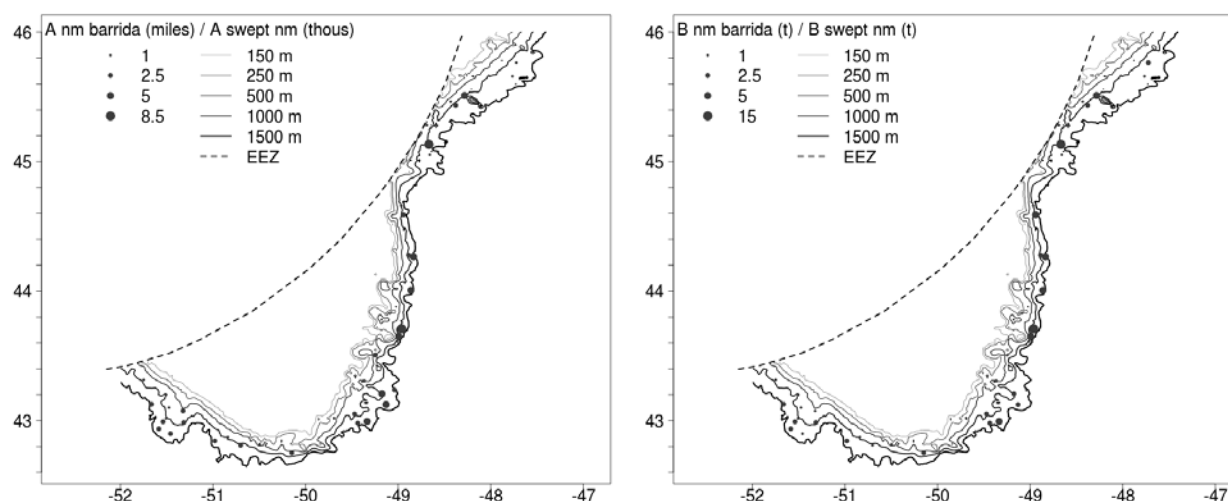 A nm barrida (miles) / A swept nm (thous)
1
150 m
2.5
250 m
5
500 m
8.5
1000 m
1500 m
EEZ
46
45
44
43
-52
-51
-50
-49
-48
-47
B nm barrida (t) / B swept nm (t)
1
150 m
2.5
250 m
5
500 m
15
1000 m
1500 m
EEZ
46
45
44
43
-52
-51
-50
-49
-48
-47